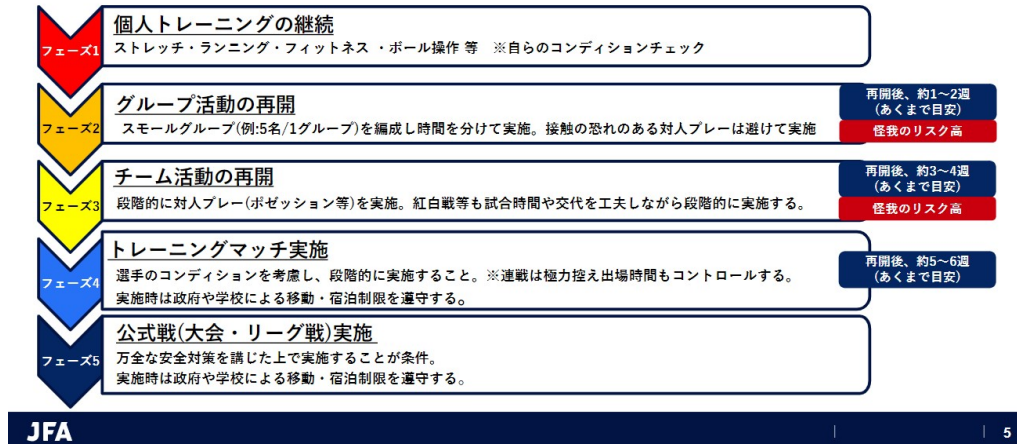 フェーズ1
個人トレーニングの継続
ストレッチ・ランニング・フィットネス ・ボール操作 等　※自らのコンディションチェック
フェーズ2
グループ活動の再開
スモールグループ(例:5名/1グループ)を編成し時間を分けて実施。接触の恐れのある対人プレーは避けて実施
再開後、約1～2週
(あくまで目安)
怪我のリスク高
フェーズ3
チーム活動の再開
段階的に対人プレー(ポゼッション等)を実施。紅白戦等も試合時間や交代を工夫しながら段階的に実施する。
再開後、約3～4週
(あくまで目安)
怪我のリスク高
フェーズ4
トレーニングマッチ実施
選手のコンディションを考慮し、段階的に実施すること。※連戦は極力控え出場時間もコントロールする。
実施時は政府や学校による移動・宿泊制限を遵守する。
再開後、約5～6週
(あくまで目安)
フェーズ5
公式戦(大会・リーグ戦)実施
万全な安全対策を講じた上で実施することが条件。
実施時は政府や学校による移動・宿泊制限を遵守する。
JFA
5